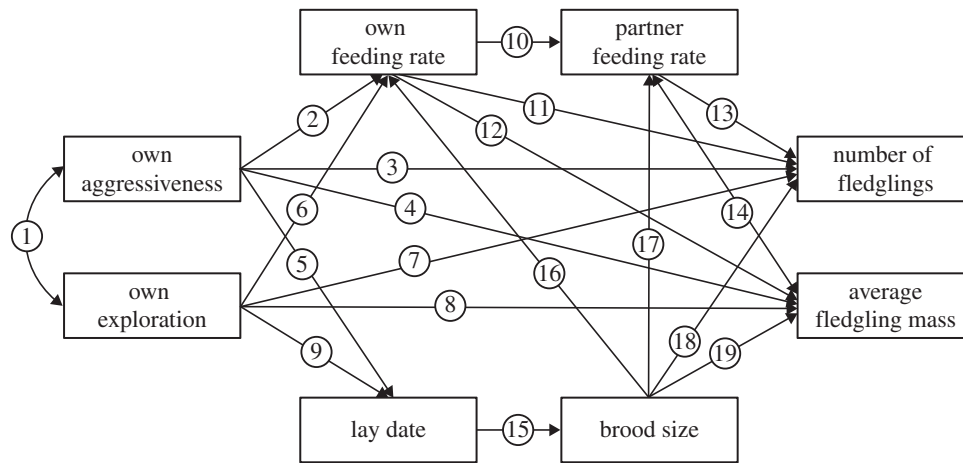 own
feeding rate
10
partner
feeding rate
2
11
12
13
own
aggressiveness
3
number of
fledglings
1
6
4
14
5
7
16
17
own
exploration
8
average
fledgling mass
9
18
19
lay date
15
brood size